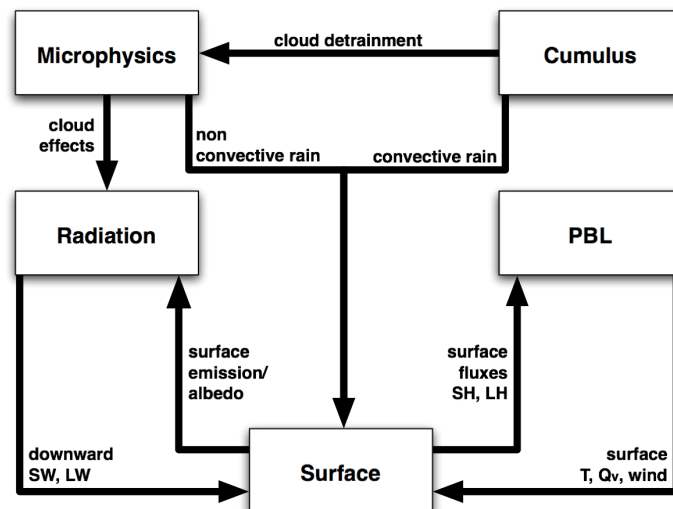 Microphysics
cloud detrainment
Cumulus
cloud
effects
non
convective rain
convective rain
Radiation
PBL
surface
emission/
albedo
surface
fluxes
SH, LH
downward
SW, LW
Surface
surface
T, Qv, wind